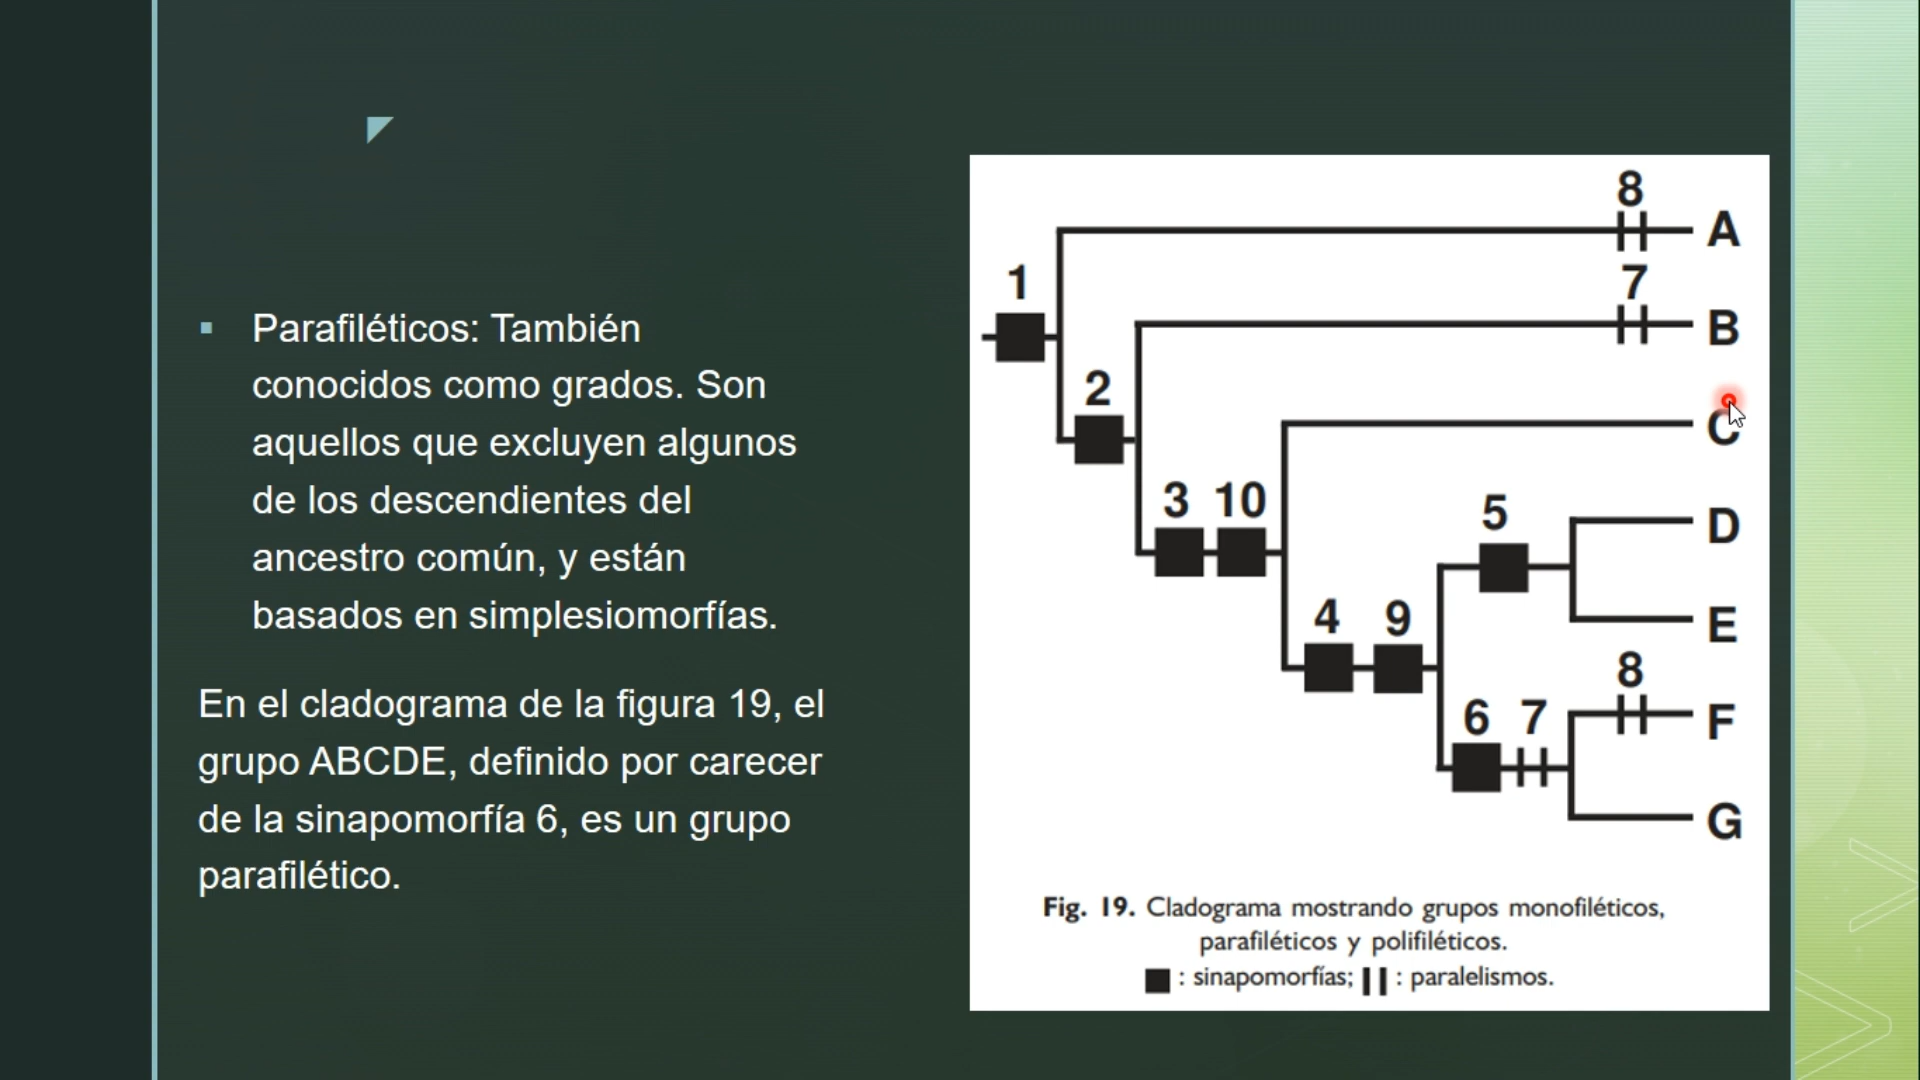 Parafiléticos: También
conocidos como grados. Son
aquellos que excluyen algunos
de los descendientes del
ancestro común, y están
basados en simplesiomorfías.
En el cladograma de la figura 19, el
grupo ABCDE, definido por carecer
de la sinapomorfía 6, es un grupo
parafilético.
8
A
7
B
1
2
C
3 10
5
D
4 9
E
8
6 7
F
G
Fig. 19. Cladograma mostrando grupos monofiléticos,
parafiléticos y polifiléticos.
: sinapomorfías; : paralelismos.